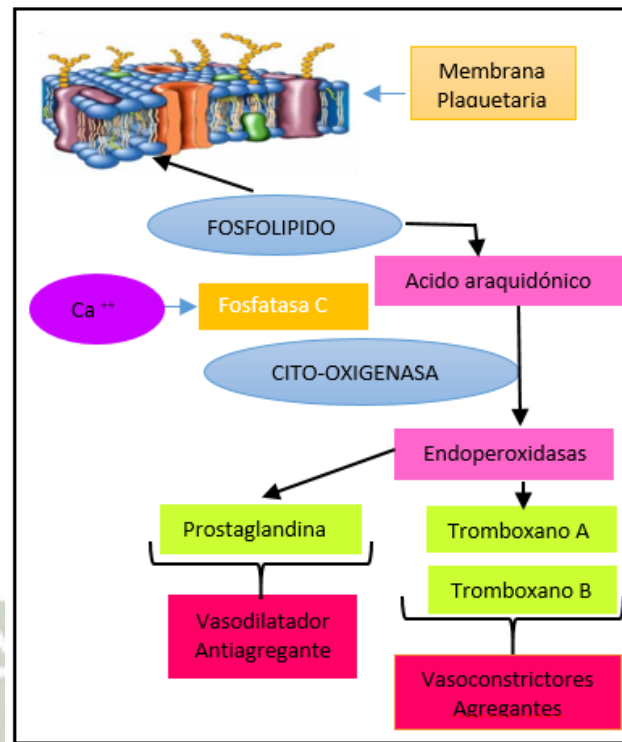 Membrana
Plaquetaria
FOSFOLIPIDO
Acido araquidónico
Ca ++
Fosfatasa C
CITO-OXIGENASA
Endoperoxidasas
Prostaglandina
Tromboxano A
Tromboxano B
Vasodilatador
Antiagregante
Vasoconstrictores
Agregantes